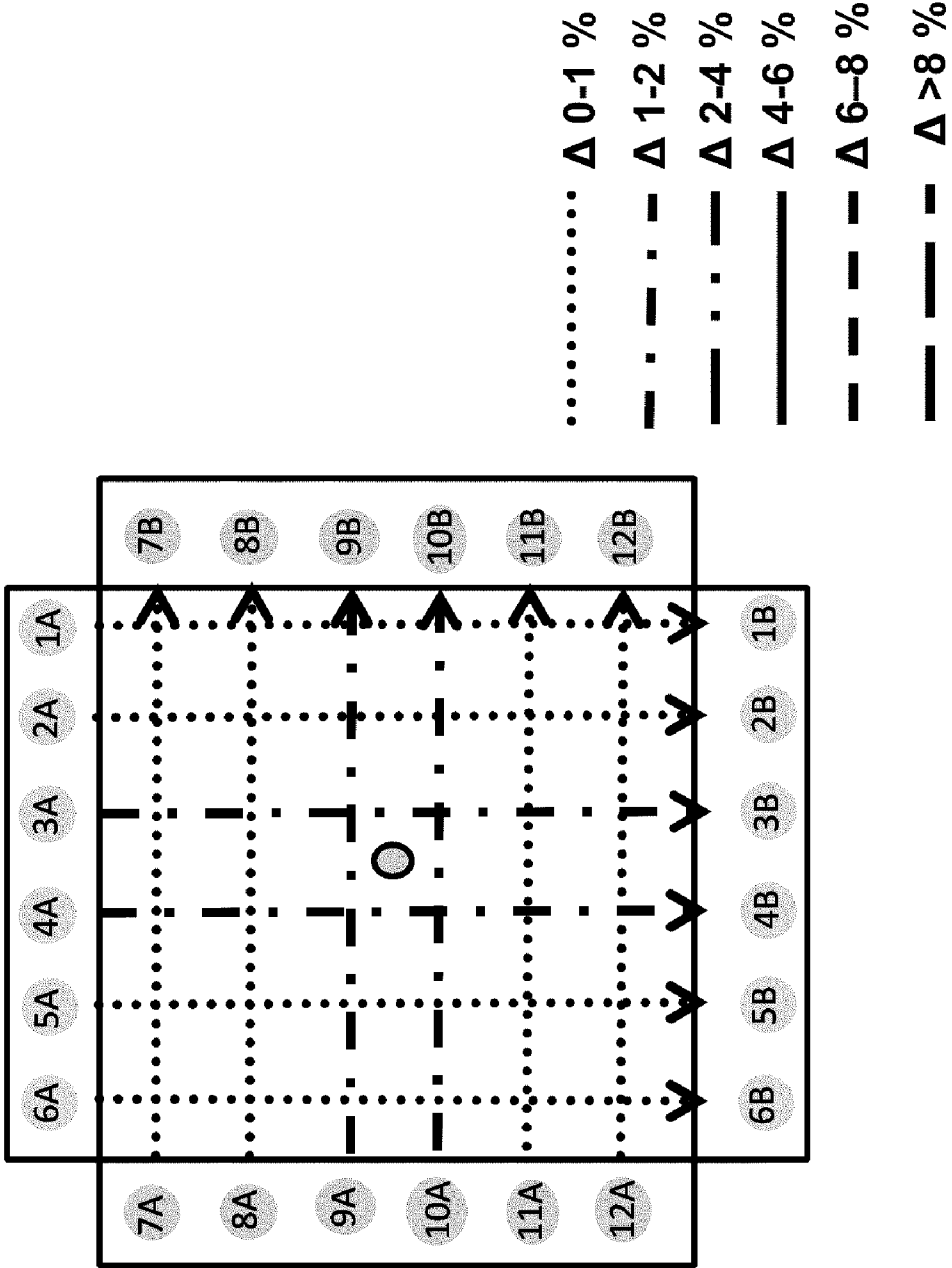 6A 5A 4A 3A 2A 1A
7A 7B
8A 8B
9A 9B
10A 10B
11A 11B
12A 12B
6B 5B 4B 3B 2B 1B
Δ 0-1 %
Δ 1-2 %
Δ 2-4 %
Δ 4-6 %
Δ 6–8 %
Δ >8 %